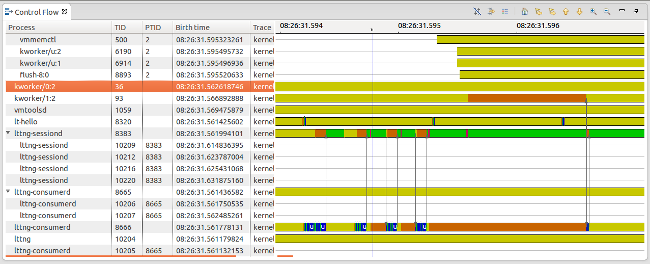 Control Flow
Process TID PTID Birth time Trace 08:26:31.594 08:26:31.595 08:26:31.596
vmmemctl 500 2 08:26:31.595323261 kernel
kworker/u:2 6190 2 08:26:31.595495732 kernel
kworker/u:1 6914 2 08:26:31.595496936 kernel
flush-8:0 8893 2 08:26:31.595520633 kernel
kworker/0:2 36 08:26:31.562618746 kernel
kworker/1:2 93 08:26:31.566892888 kernel
vmtoolsd 1059 08:26:31.569475879 kernel
lt-hello 8320 08:26:31.561425602 kernel
lttng-sessiond 8383 08:26:31.561994101 kernel
lttng-sessiond 10209 8383 08:26:31.614836395 kernel
lttng-sessiond 10212 8383 08:26:31.623787004 kernel
lttng-sessiond 10216 8383 08:26:31.625431068 kernel
lttng-sessiond 10220 8383 08:26:31.631875160 kernel
lttng-consumerd 8665 08:26:31.561436582 kernel
lttng-consumerd 10206 8665 08:26:31.561750535 kernel
lttng-consumerd 10207 8665 08:26:31.562485261 kernel
lttng-consumerd 8666 08:26:31.561778131 kernel
lttng 10204 08:26:31.561179824 kernel
lttng-consumerd 10205 8665 08:26:31.561132153 kernel